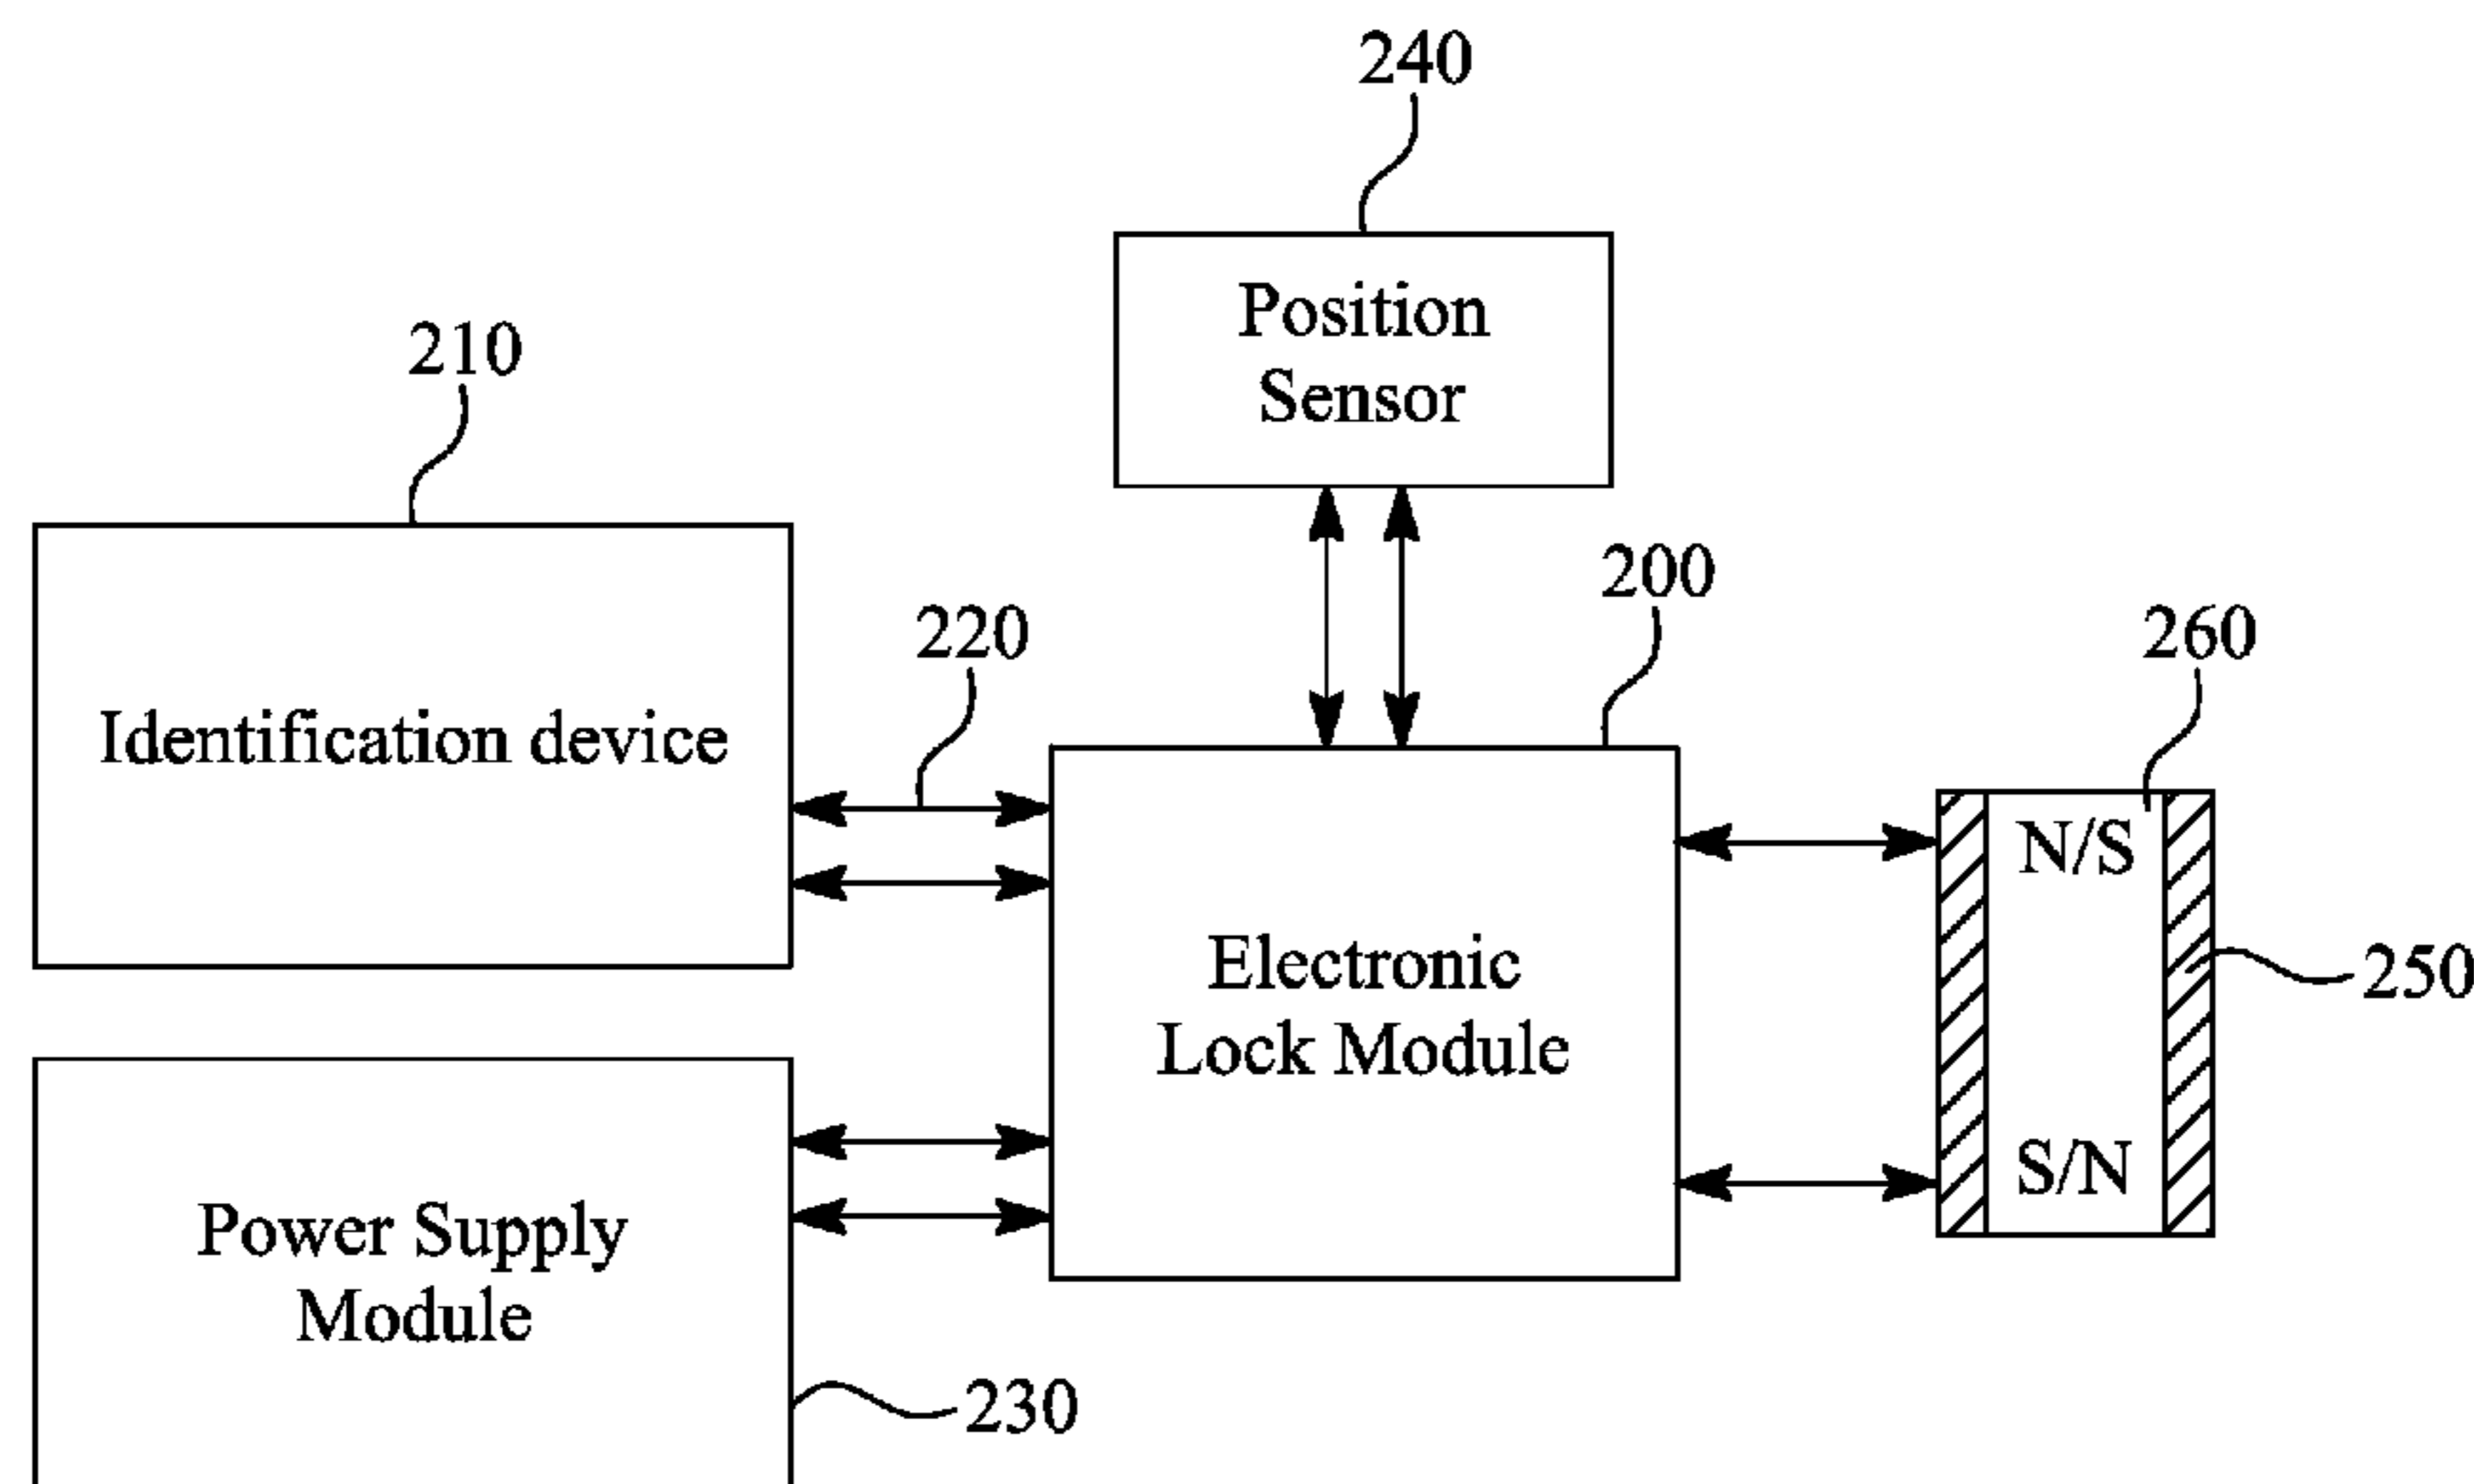 240
Position
Sensor
210
200
220
260
Identification device
N/S
Electronic
Lock Module
250
S/N
Power Supply
Module
230